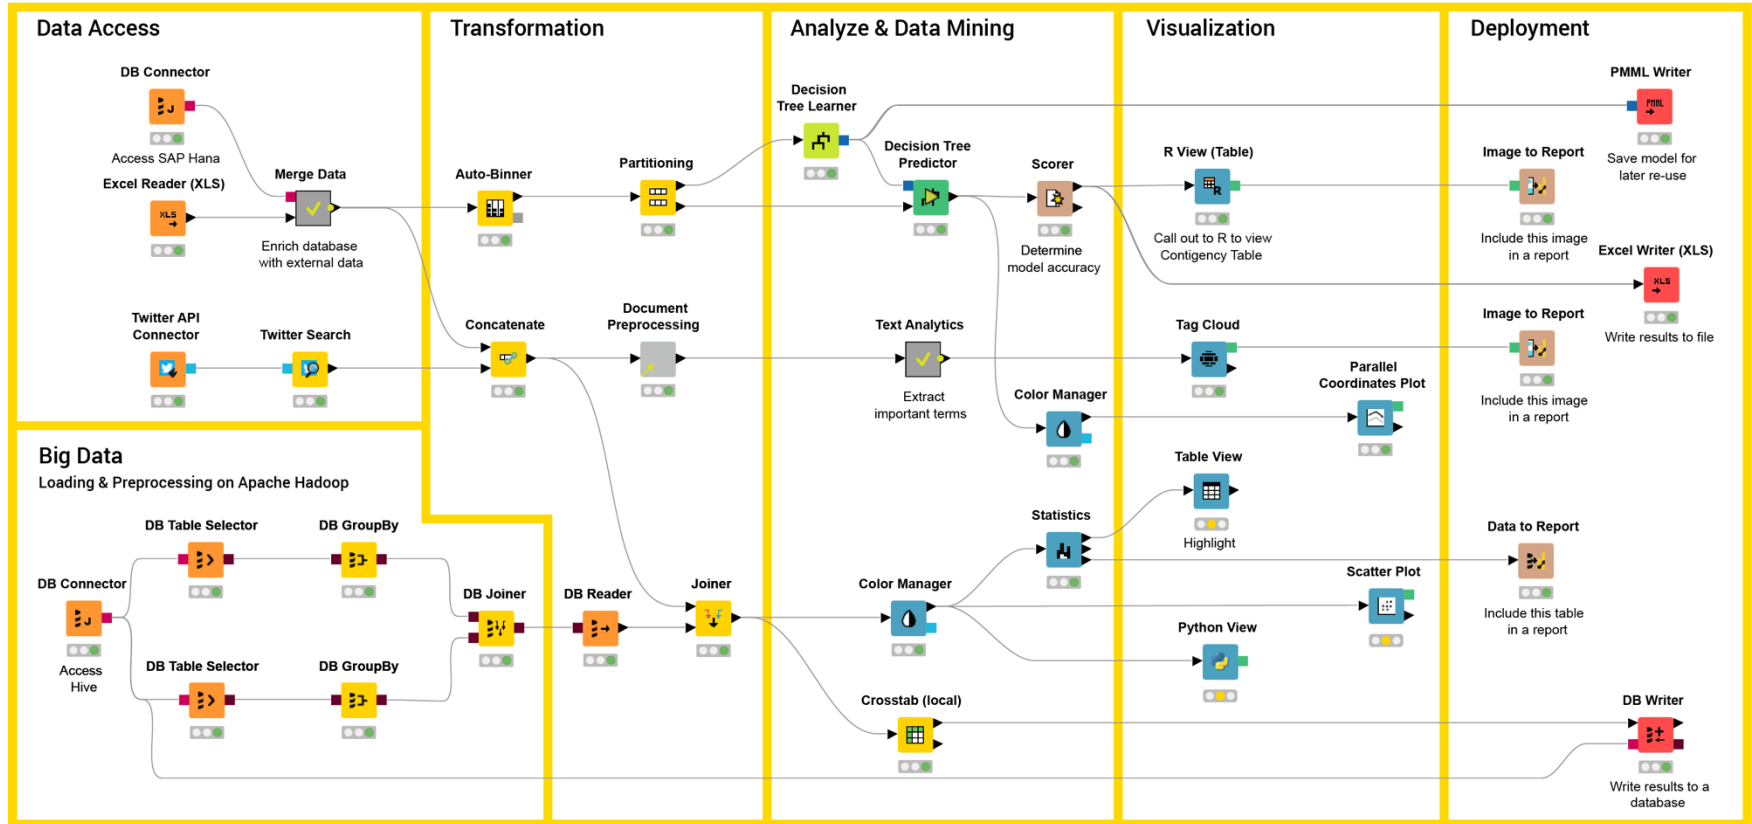 Data Access
DB Connector
Access SAP Hana
Excel Reader (XLS)
XLS
Merge Data
Enrich database
with external data
Twitter API
Connector
Twitter Search
Big Data
Loading & Preprocessing on Apache Hadoop
DB Connector
Access
Hive
DB Table Selector
DB GroupBy
DB Table Selector
DB GroupBy
DB Joiner
Transformation
Auto-Binner
Partitioning
Concatenate
Document
Preprocessing
DB Reader
Joiner
Analyze & Data Mining
Decision
Tree Learner
Decision Tree
Predictor
Scorer
Determine
model accuracy
Text Analytics
Extract
important terms
Color Manager
Statistics
Color Manager
Crosstab (local)
Visualization
R View (Table)
R
Call out to R to view
Contigency Table
Tag Cloud
Parallel
Coordinates Plot
Table View
Highlight
Scatter Plot
Python View
Deployment
PMML Writer
PMML
Save model for
later re-use
Image to Report
Include this image
in a report
Excel Writer (XLS)
XLS
Write results to file
Image to Report
Include this image
in a report
Data to Report
Include this table
in a report
DB Writer
Write results to a
database